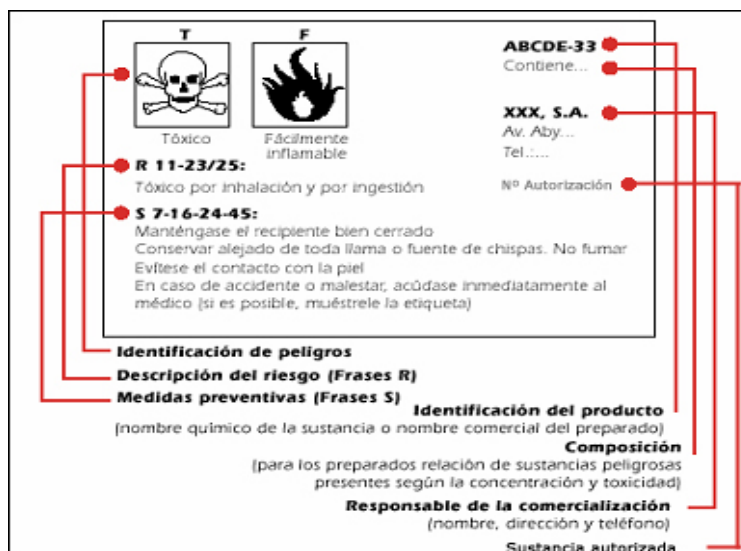 T
F
Tóxico
Fácilmente
inflamable
ABCDE-33
Contiene...
XXX, S.A.
Av. Aby...
Tel.:...
Nº Autorización
R 11-23/25:
Tóxico por inhalación y por ingestión
S 7-16-24-45:
Manténgase el recipiente bien cerrado
Conservar alejado de toda llama o fuente de chispas. No fumar
Evítese el contacto con la piel
En caso de accidente o malestar, acúdase inmediatamente al
médico (si es posible, muéstrele la etiqueta)
Identificación de peligros
Descripción del riesgo (Frases R)
Medidas preventivas (Frases S)
Identificación del producto
(nombre químico de la sustancia o nombre comercial del preparado)
Composición
(para los preparados relación de sustancias peligrosas
presentes según la concentración y toxicidad)
Responsable de la comercialización
(nombre, dirección y teléfono)
Sustancia autorizada